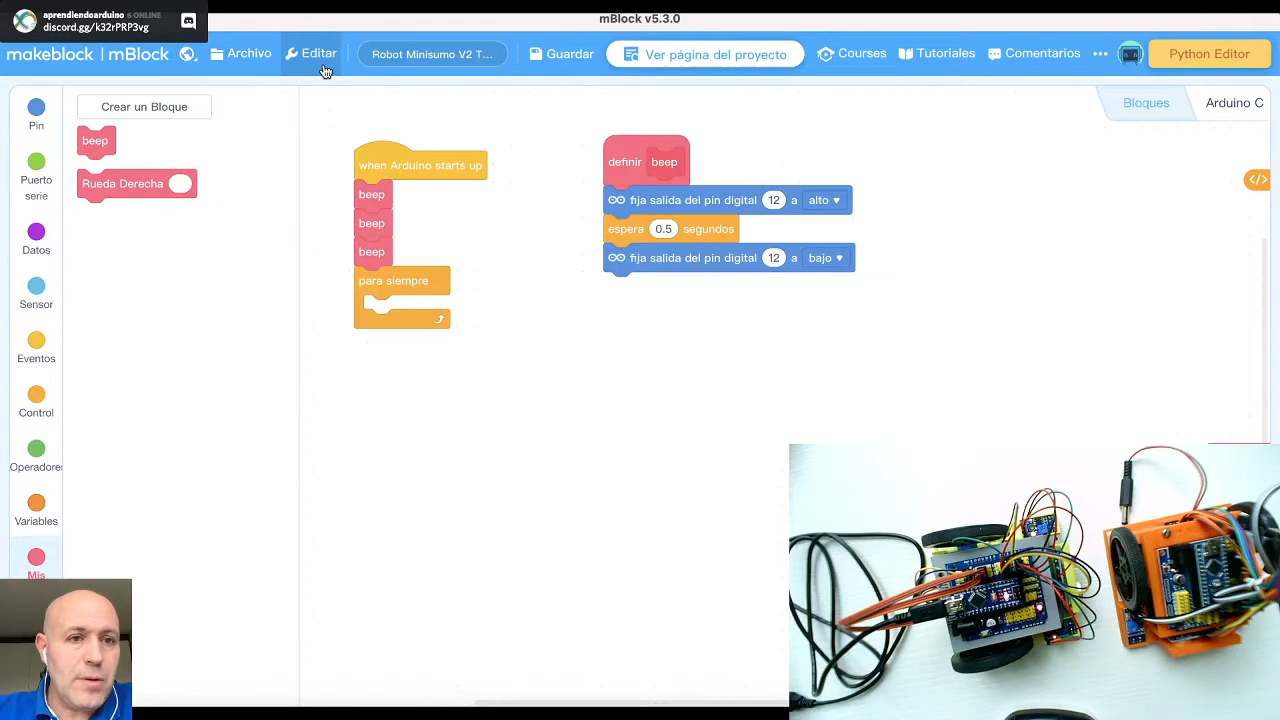 aprendiendoarduino 6 ONLINE
discord.gg/k32rPRP3vg
mBlock v5.3.0
makeblock | mBlock
Archivo
Editar
Robot Minisumo V2 T...
Guardar
Ver página del proyecto
Courses
Tutoriales
Comentarios
Python Editor
Pin
Puerto
serie
Datos
Sensor
Eventos
Control
Operadores
Variables
Mis
Crear un Bloque
beep
Rueda Derecha
when Arduino starts up
beep
beep
beep
para siempre
definir beep
fija salida del pin digital 12 a alto
espera 0.5 segundos
fija salida del pin digital 12 a bajo
Bloques
Arduino C
</>